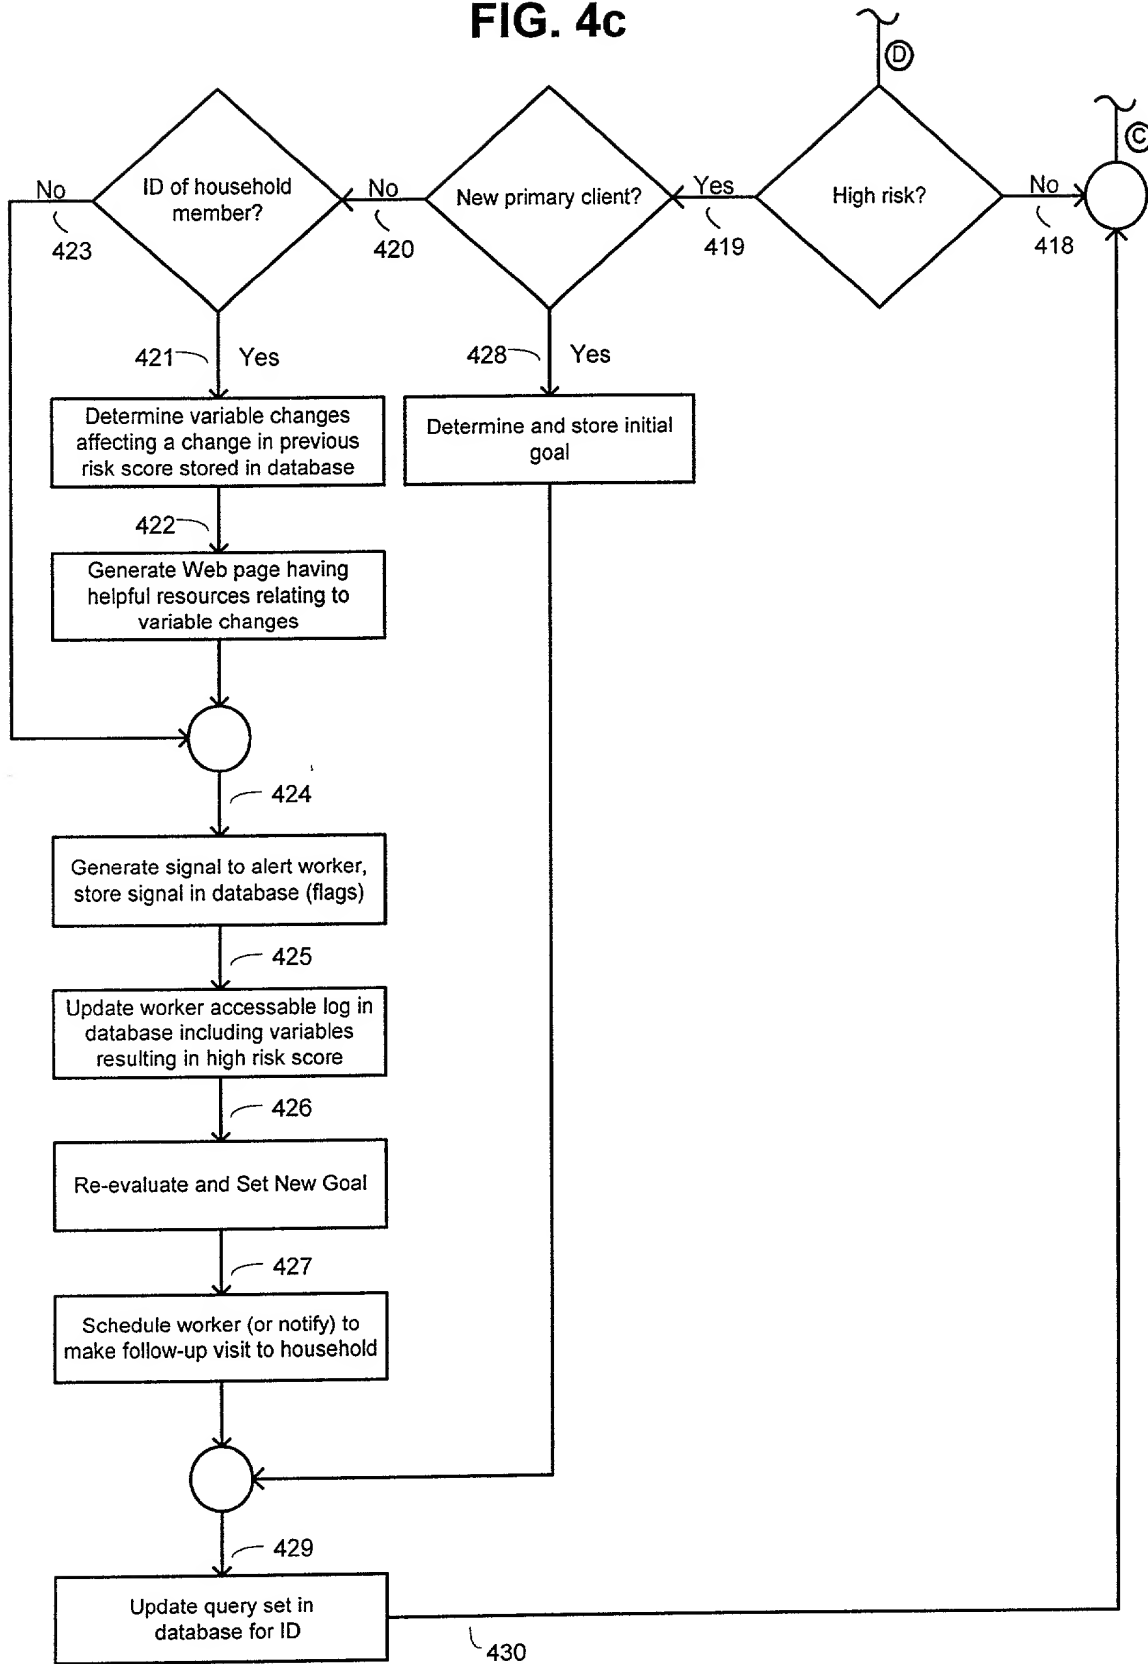 FIG. 4c
D
C
ID of household
member?
New primary client?
High risk?
No
423
No
420
Yes
419
No
418
421
Yes
428
Yes
Determine variable changes
affecting a change in previous
risk score stored in database
Determine and store initial
goal
422
Generate Web page having
helpful resources relating to
variable changes
424
Generate signal to alert worker,
store signal in database (flags)
425
Update worker accessable log in
database including variables
resulting in high risk score
426
Re-evaluate and Set New Goal
427
Schedule worker (or notify) to
make follow-up visit to household
429
Update query set in
database for ID
430